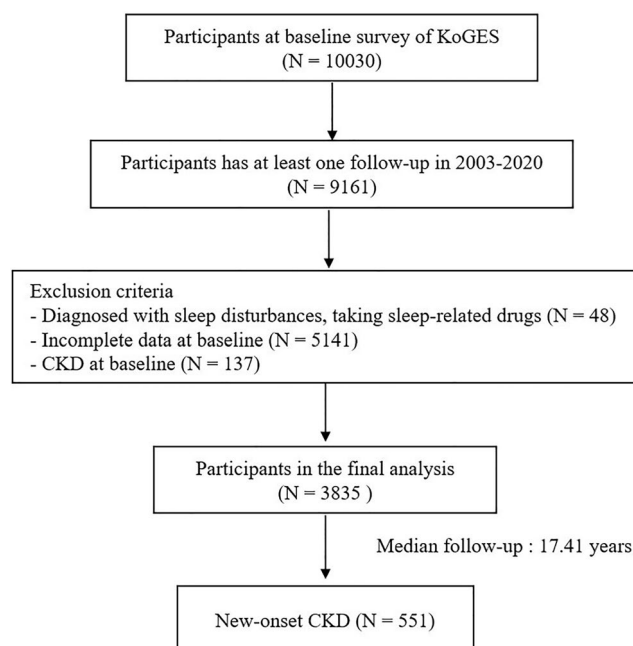 Participants at baseline survey of KoGES
(N = 10030)
Participants has at least one follow-up in 2003-2020
(N = 9161)
Exclusion criteria
- Diagnosed with sleep disturbances, taking sleep-related drugs (N = 48)
- Incomplete data at baseline (N = 5141)
- CKD at baseline (N = 137)
Participants in the final analysis
(N = 3835 )
Median follow-up : 17.41 years
New-onset CKD (N = 551)